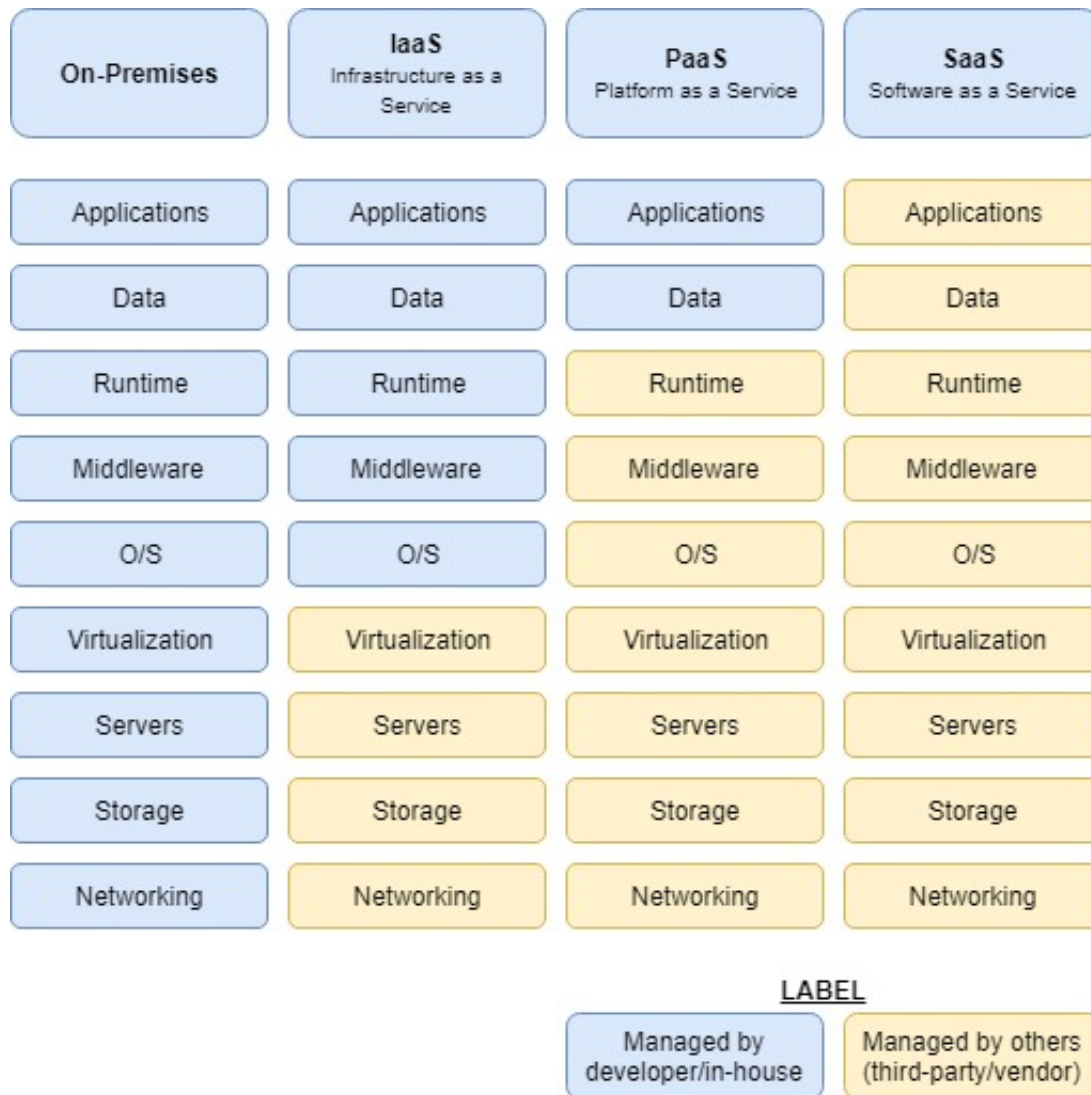 On-Premises
IaaS
Infrastructure as a
Service
PaaS
Platform as a Service
SaaS
Software as a Service
Applications
Applications
Applications
Applications
Data
Data
Data
Data
Runtime
Runtime
Runtime
Runtime
Middleware
Middleware
Middleware
Middleware
O/S
O/S
O/S
O/S
Virtualization
Virtualization
Virtualization
Virtualization
Servers
Servers
Servers
Servers
Storage
Storage
Storage
Storage
Networking
Networking
Networking
Networking
LABEL
Managed by
developer/in-house
Managed by others
(third-party/vendor)